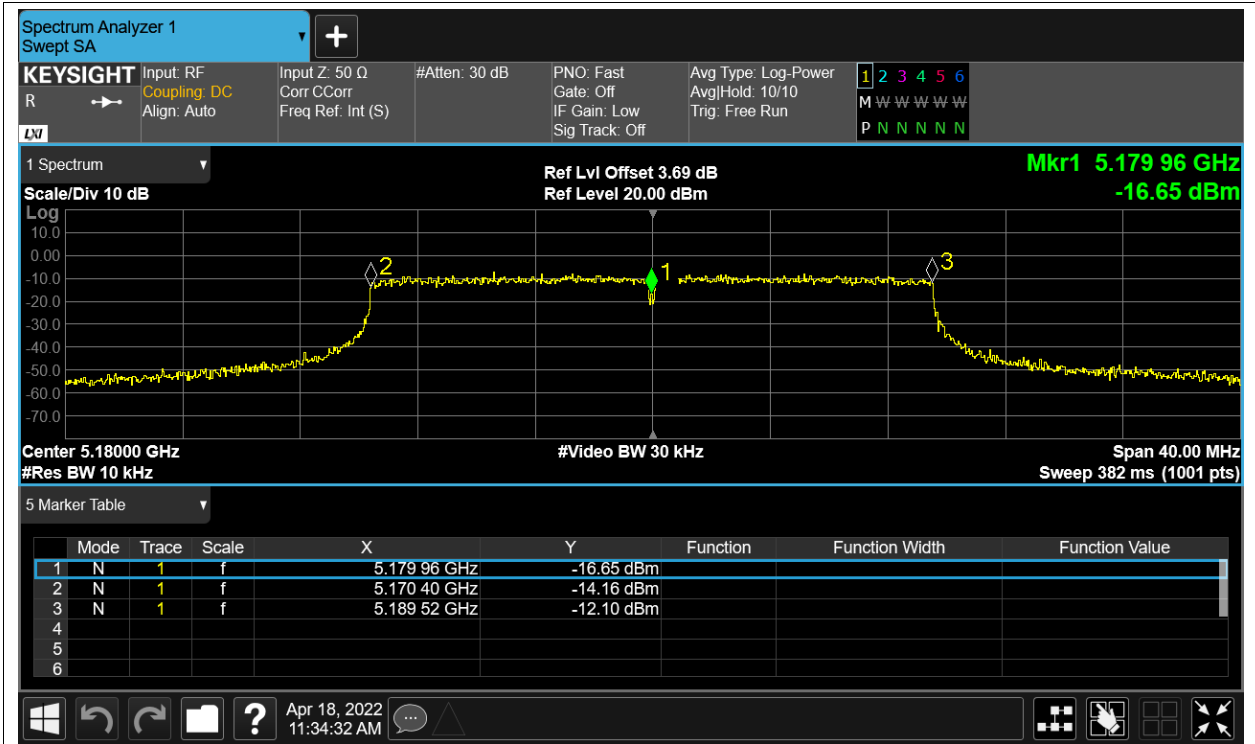 Spectrum Analyzer 1
Swept SA
KEYSIGHT
R
LXI
Input: RF
Coupling: DC
Align: Auto
Input Z: 50 Ω
Corr CCorr
Freq Ref: Int (S)
#Atten: 30 dB
PNO: Fast
Gate: Off
IF Gain: Low
Sig Track: Off
Avg Type: Log-Power
Avg|Hold: 10/10
Trig: Free Run
1 2 3 4 5 6
M W W W W W
P N N N N N
1 Spectrum
Scale/Div 10 dB
Ref Lvl Offset 3.69 dB
Ref Level 20.00 dBm
Mkr1 5.179 96 GHz
-16.65 dBm
Log
10.0
0.00
-10.0
-20.0
-30.0
-40.0
-50.0
-60.0
-70.0
2
1
3
Center 5.18000 GHz
#Res BW 10 kHz
#Video BW 30 kHz
Span 40.00 MHz
Sweep 382 ms (1001 pts)
5 Marker Table
Mode Trace Scale X Y Function Function Width Function Value
1 N 1 f 5.179 96 GHz -16.65 dBm
2 N 1 f 5.170 40 GHz -14.16 dBm
3 N 1 f 5.189 52 GHz -12.10 dBm
4
5
6
?
Apr 18, 2022
11:34:32 AM